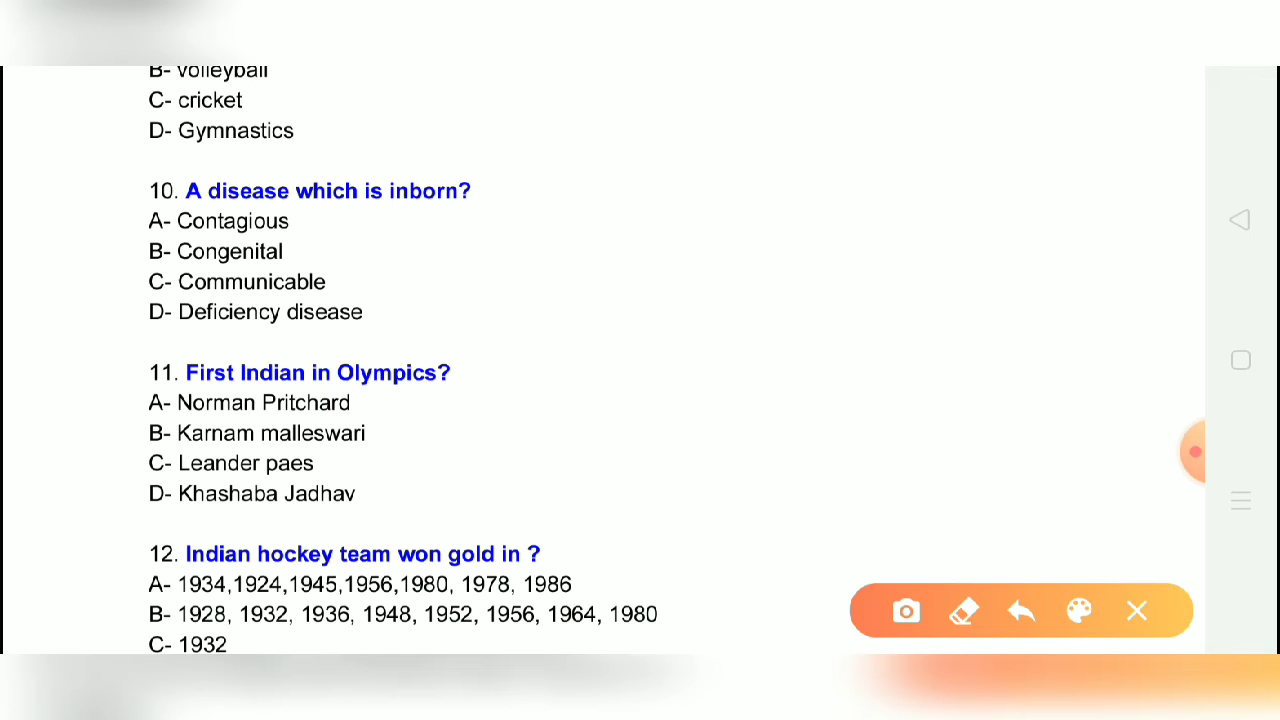 B- volleyball
C- cricket
D- Gymnastics
10. A disease which is inborn?
A- Contagious
B- Congenital
C- Communicable
D- Deficiency disease
11. First Indian in Olympics?
A- Norman Pritchard
B- Karnam malleswari
C- Leander paes
D- Khashaba Jadhav
12. Indian hockey team won gold in ?
A- 1934,1924,1945,1956,1980, 1978, 1986
B- 1928, 1932, 1936, 1948, 1952, 1956, 1964, 1980
C- 1932